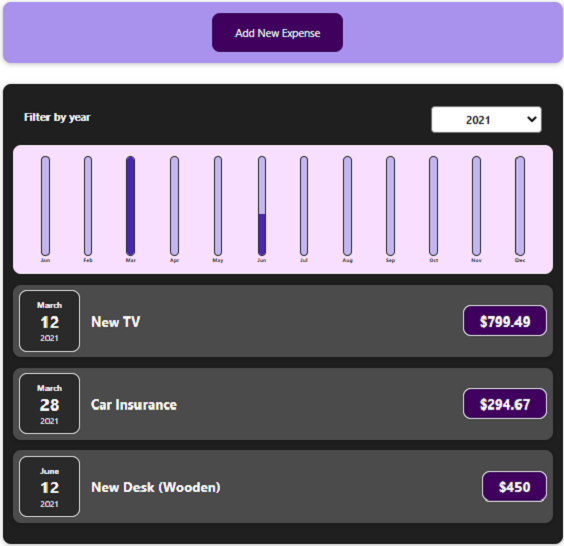 Add New Expense
Filter by year
2021
Jan Feb Mar Apr May Jun Jul Aug Sep Oct Nov Dec
March
12
2021
New TV
$799.49
March
28
2021
Car Insurance
$294.67
June
12
2021
New Desk (Wooden)
$450